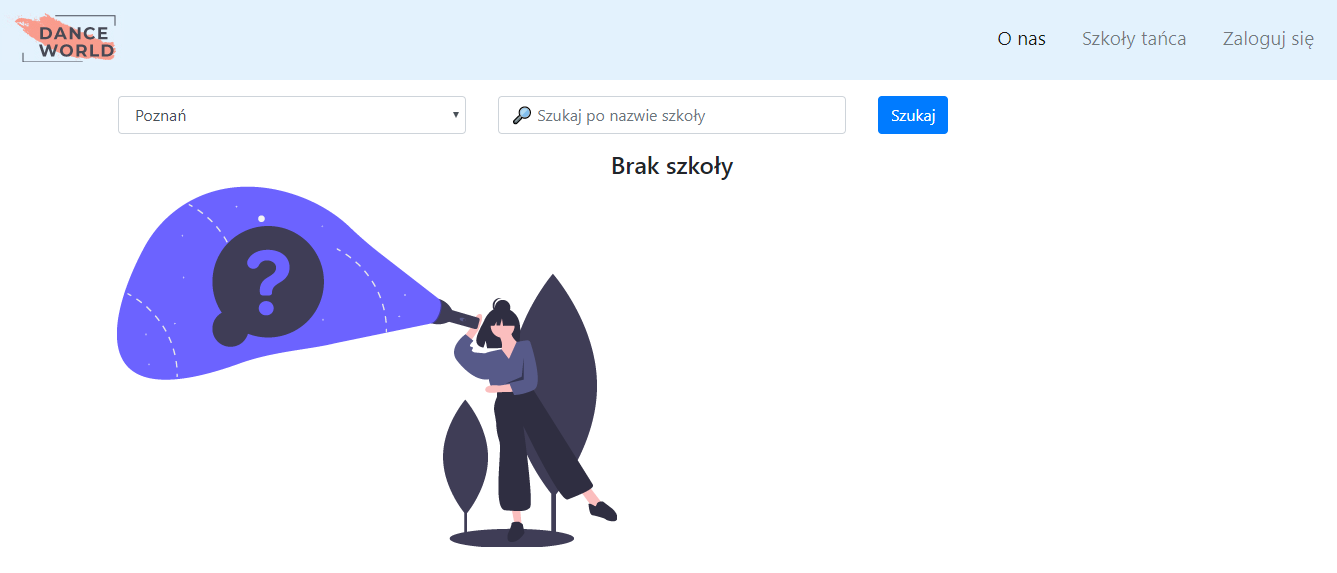 DANCE
WORLD
O nas Szkoły tańca Zaloguj się
Poznań Szukaj po nazwie szkoły Szukaj
Brak szkoły
?